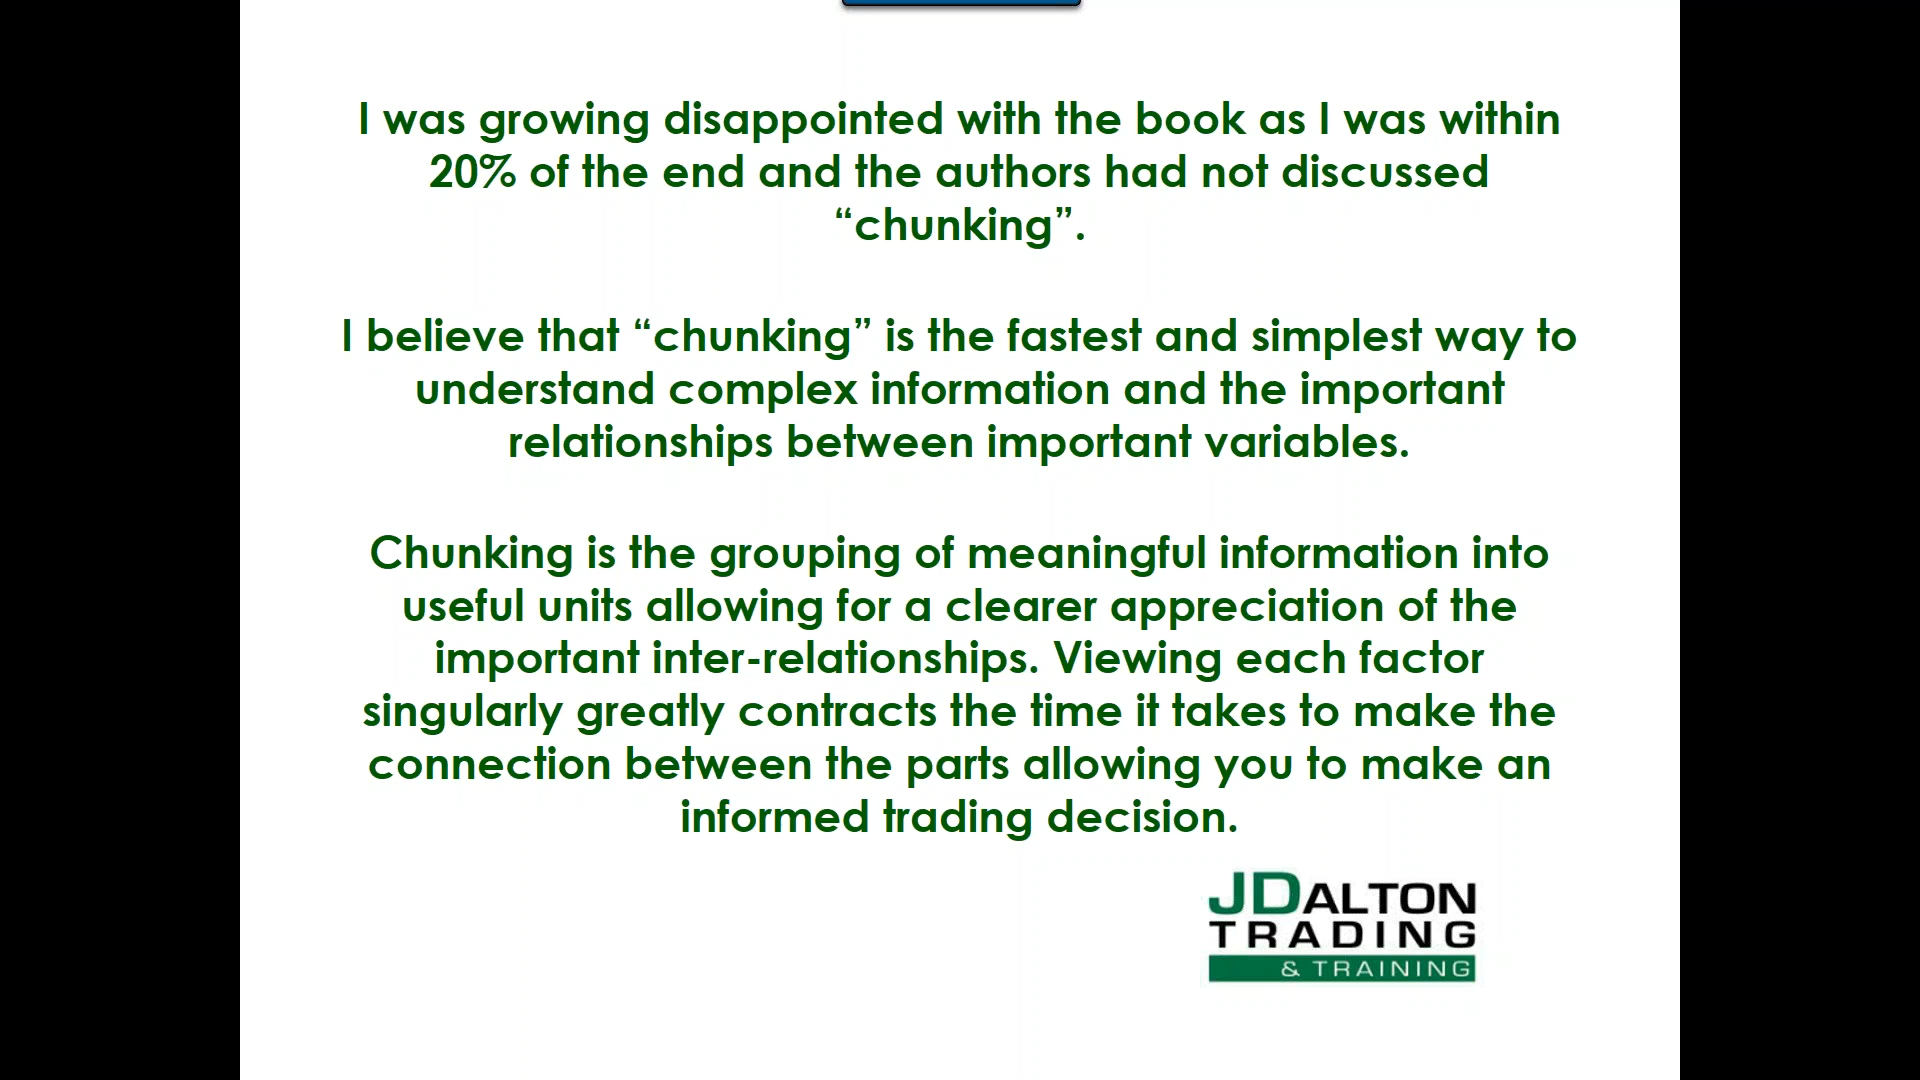 I was growing disappointed with the book as I was within
20% of the end and the authors had not discussed
“chunking”.
I believe that “chunking” is the fastest and simplest way to
understand complex information and the important
relationships between important variables.
Chunking is the grouping of meaningful information into
useful units allowing for a clearer appreciation of the
important inter-relationships. Viewing each factor
singularly greatly contracts the time it takes to make the
connection between the parts allowing you to make an
informed trading decision.
JDALTON
TRADING
& TRAINING